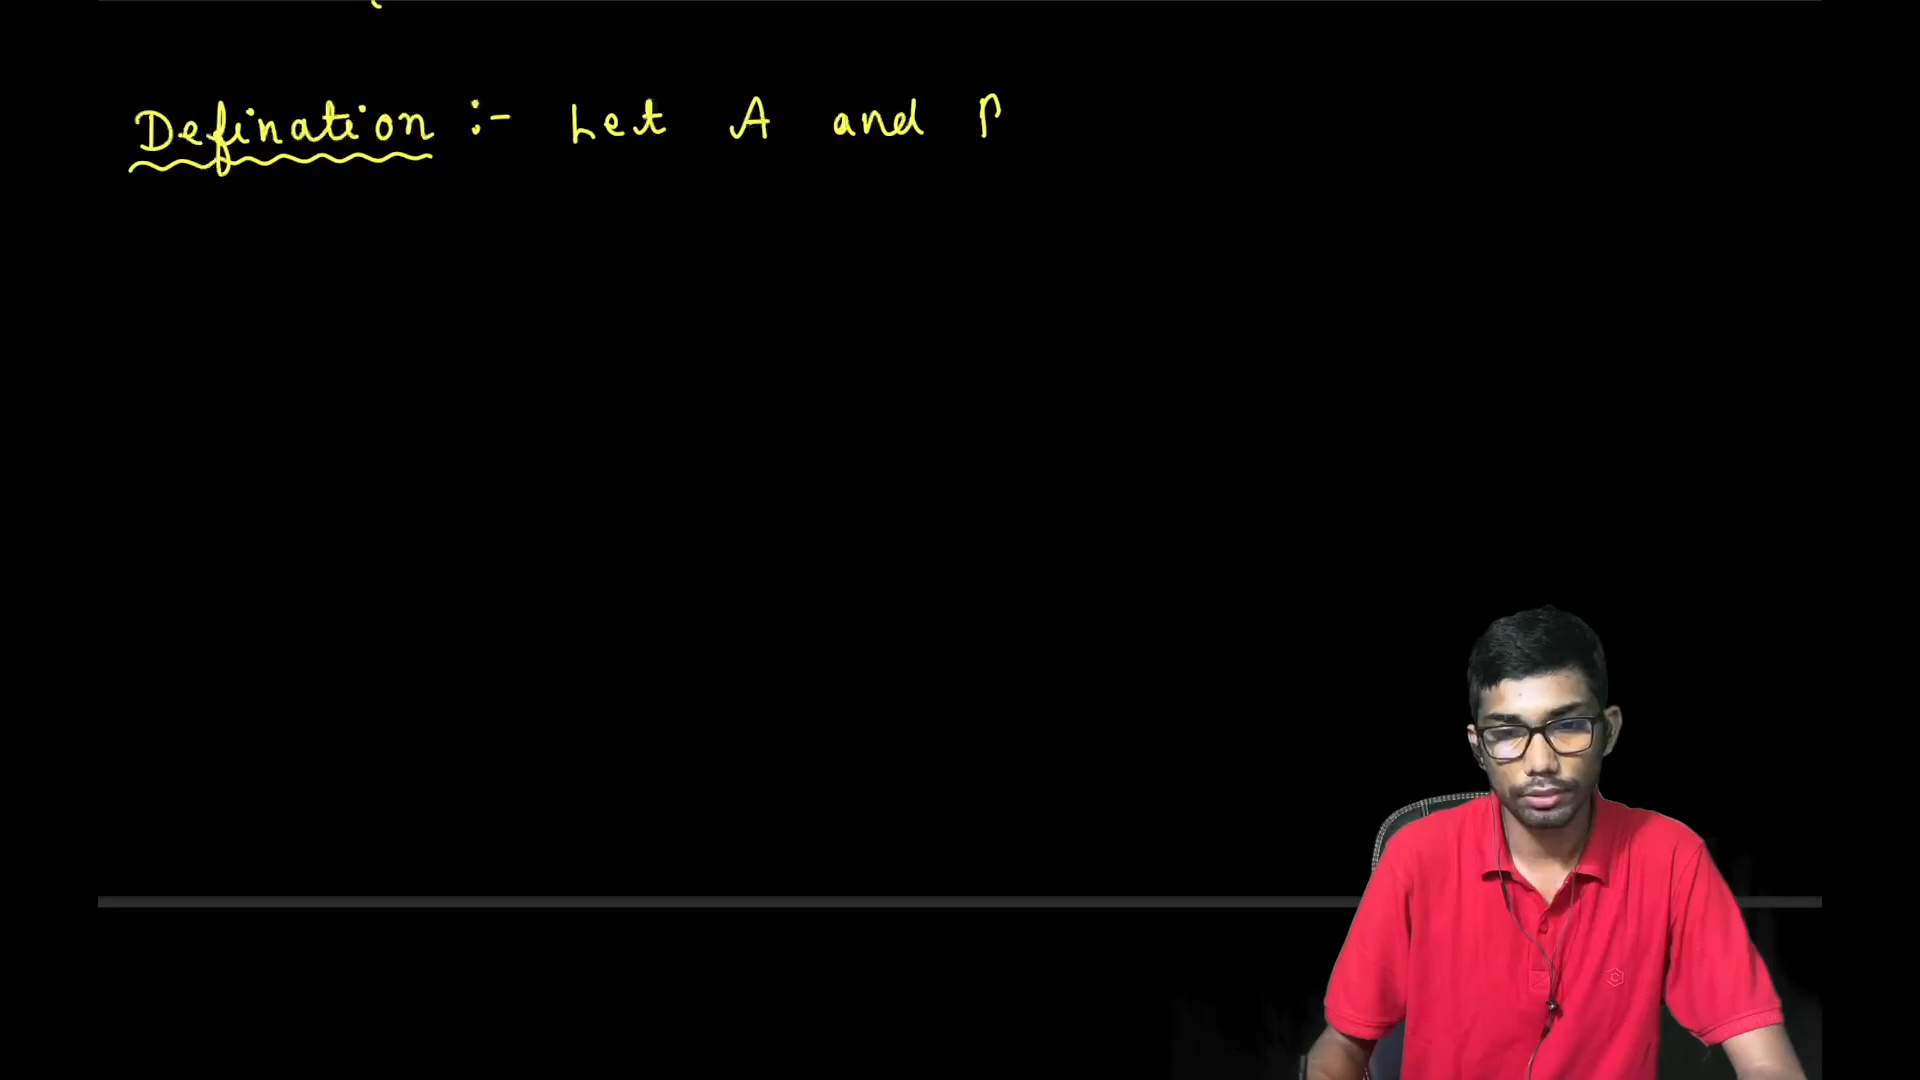 Defination :- Let A and